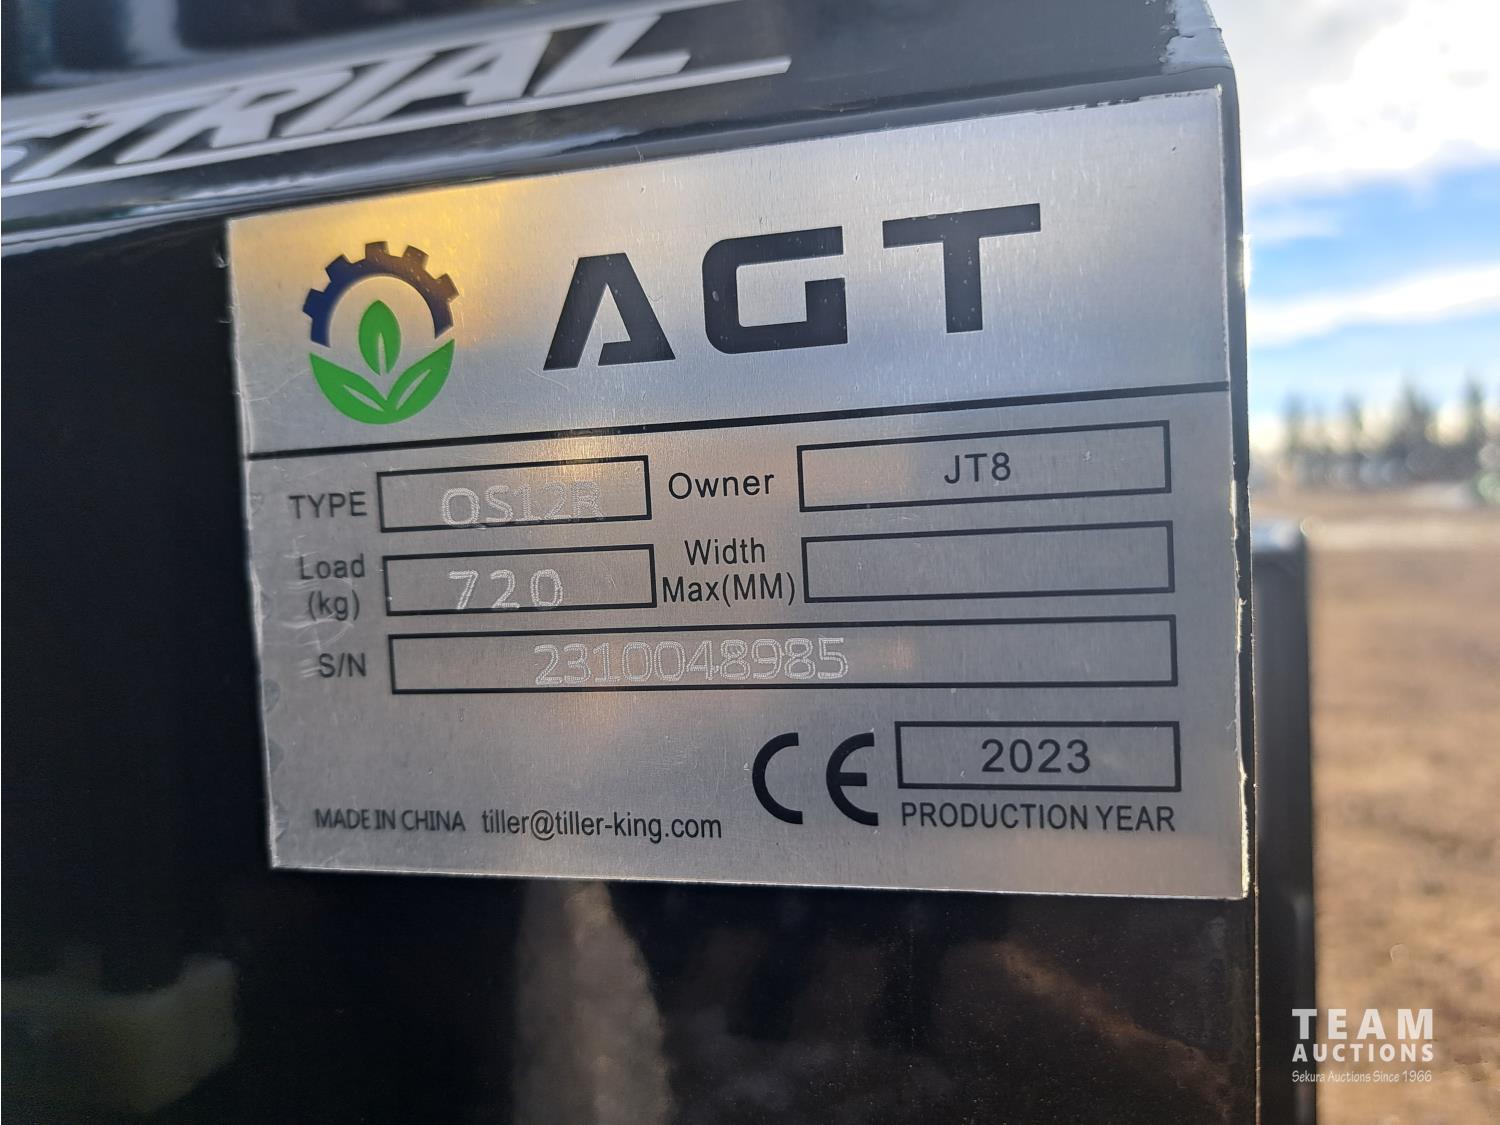 STRIAL
AGT
TYPE QS12R Owner JT8
Load (kg) 720 Width Max(MM)
S/N 2310048985
CE 2023
MADE IN CHINA tiller@tiller-king.com PRODUCTION YEAR
TEAM
AUCTIONS
Sekura Auctions Since 1966